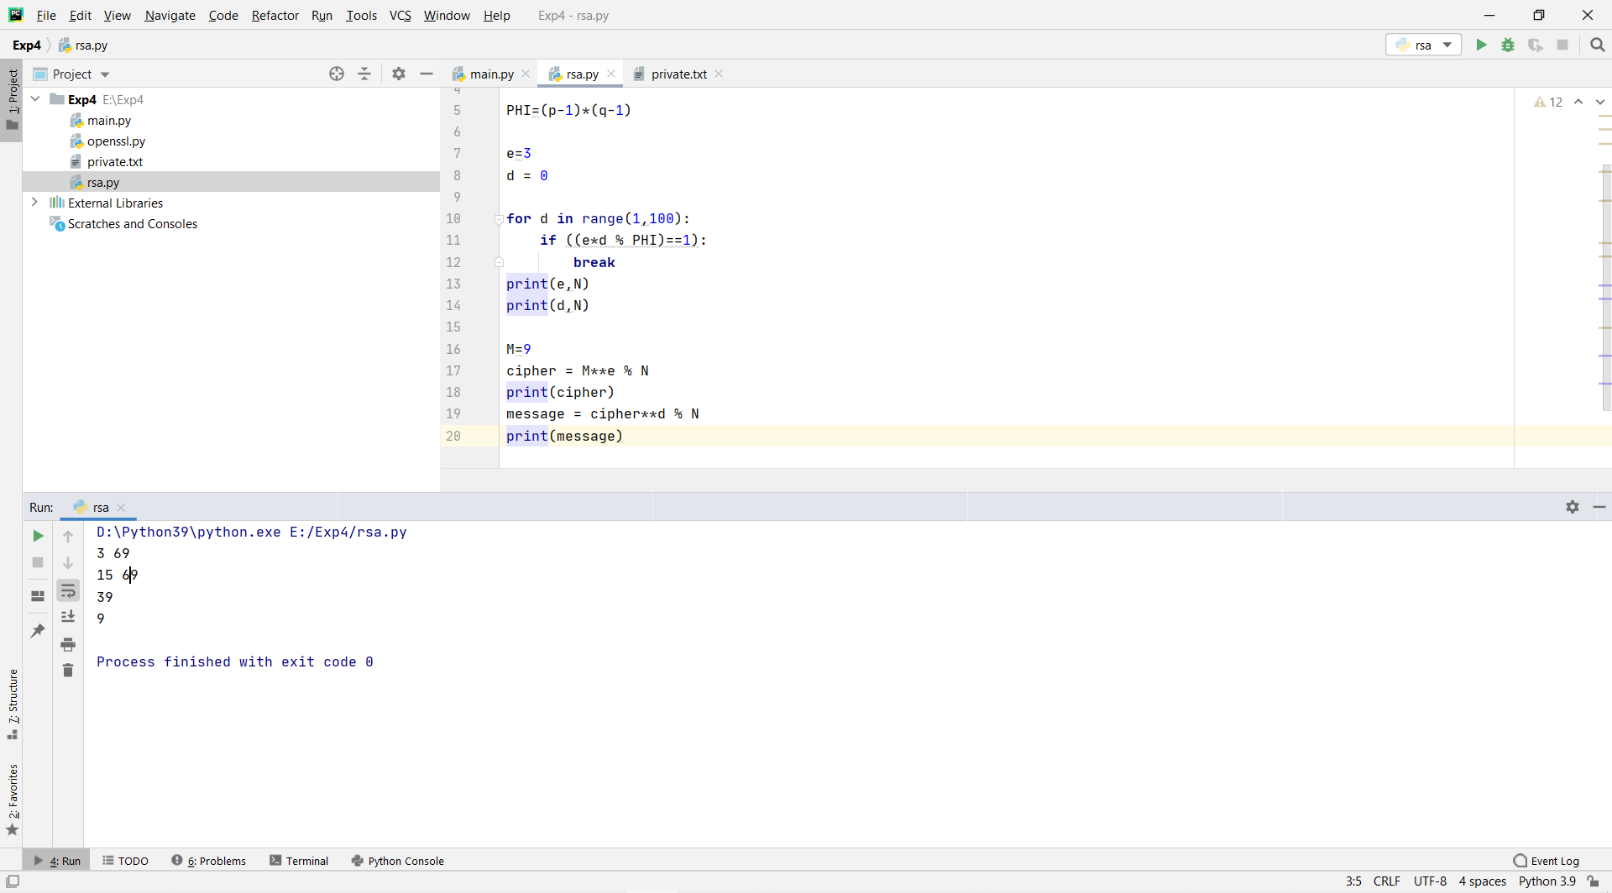 File Edit View Navigate Code Refactor Run Tools VCS Window Help Exp4 - rsa.py
Exp4 rsa.py
rsa
1: Project
Project
main.py rsa.py private.txt
Exp4 E:\Exp4
main.py
openssl.py
private.txt
rsa.py
External Libraries
Scratches and Consoles
12
4
5 PHI=(p-1)*(q-1)
6
7 e=3
8 d = 0
9
10 for d in range(1,100):
11 if ((e*d % PHI)==1):
12 break
13 print(e,N)
14 print(d,N)
15
16 M=9
17 cipher = M**e % N
18 print(cipher)
19 message = cipher**d % N
20 print(message)
Run: rsa
D:\Python39\python.exe E:/Exp4/rsa.py
3 69
15 69
39
9
Process finished with exit code 0
7: Structure
2: Favorites
4: Run TODO 6: Problems Terminal Python Console Event Log
3:5 CRLF UTF-8 4 spaces Python 3.9